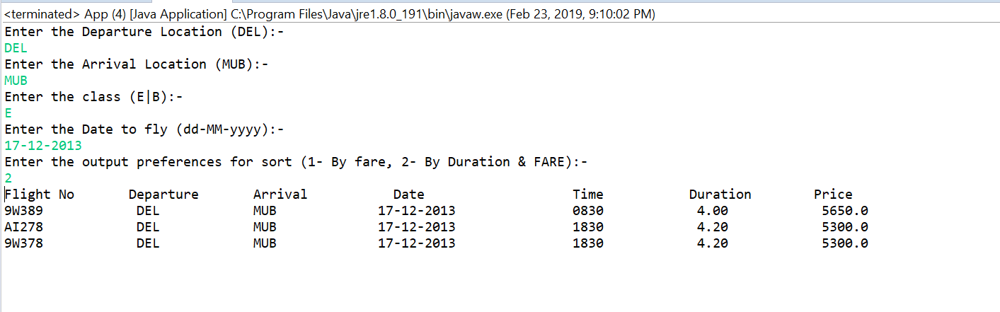 <terminated> App (4) [Java Application] C:\Program Files\Java\jre1.8.0_191\bin\javaw.exe (Feb 23, 2019, 9:10:02 PM)
Enter the Departure Location (DEL):-
DEL
Enter the Arrival Location (MUB):-
MUB
Enter the class (E|B):-
E
Enter the Date to fly (dd-MM-yyyy):-
17-12-2013
Enter the output preferences for sort (1- By fare, 2- By Duration & FARE):-
2
Flight No Departure Arrival Date Time Duration Price
9W389 DEL MUB 17-12-2013 0830 4.00 5650.0
AI278 DEL MUB 17-12-2013 1830 4.20 5300.0
9W378 DEL MUB 17-12-2013 1830 4.20 5300.0